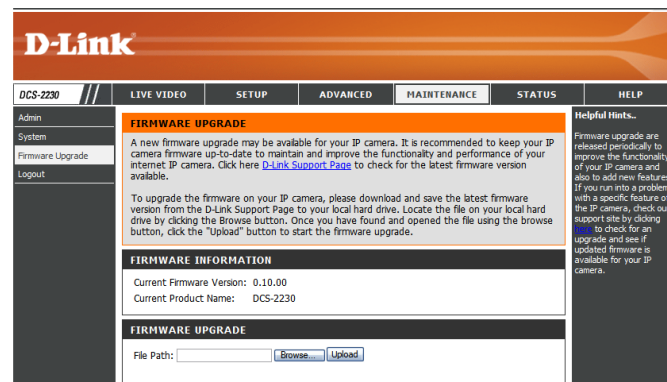 D-Link
DCS-2230
LIVE VIDEO
SETUP
ADVANCED
MAINTENANCE
STATUS
HELP
Admin
System
Firmware Upgrade
Logout
FIRMWARE UPGRADE
A new firmware upgrade may be available for your IP camera. It is recommended to keep your IP
camera firmware up-to-date to maintain and improve the functionality and performance of your
internet IP camera. Click here D-Link Support Page to check for the latest firmware version
available.
To upgrade the firmware on your IP camera, please download and save the latest firmware
version from the D-Link Support Page to your local hard drive. Locate the file on your local hard
drive by clicking the Browse button. Once you have found and opened the file using the browse
button, click the "Upload" button to start the firmware upgrade.
FIRMWARE INFORMATION
Current Firmware Version: 0.10.00
Current Product Name: DCS-2230
FIRMWARE UPGRADE
File Path: Browse... Upload
Helpful Hints..
Firmware upgrade are
released periodically to
improve the functionality
of your IP camera and
also to add new features
If you run into a problem
with a specific feature of
the IP camera, check our
support site by clicking
here to check for an
upgrade and see if
updated firmware is
available for your IP
camera.